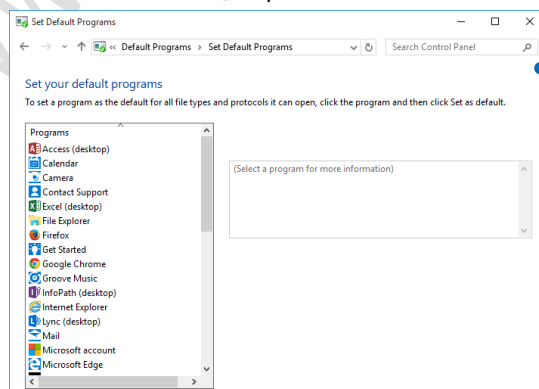 Set Default Programs
« Default Programs › Set Default Programs
Search Control Panel
Set your default programs
To set a program as the default for all file types and protocols it can open, click the program and then click Set as default.
Programs
Access (desktop)
Calendar
Camera
Contact Support
Excel (desktop)
File Explorer
Firefox
Get Started
Google Chrome
Groove Music
InfoPath (desktop)
Internet Explorer
Lync (desktop)
Mail
Microsoft account
Microsoft Edge
(Select a program for more information)